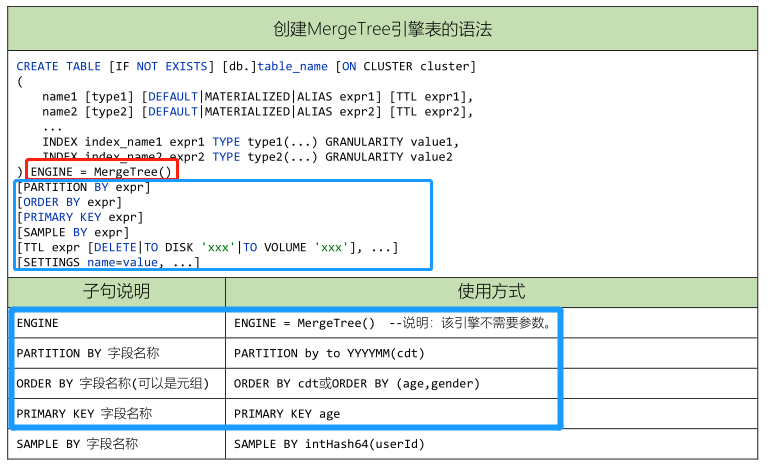 创建MergeTree引擎表的语法
CREATE TABLE [IF NOT EXISTS] [db.]table_name [ON CLUSTER cluster]
(
name1 [type1] [DEFAULT|MATERIALIZED|ALIAS expr1] [TTL expr1],
name2 [type2] [DEFAULT|MATERIALIZED|ALIAS expr2] [TTL expr2],
...
INDEX index_name1 expr1 TYPE type1(...) GRANULARITY value1,
INDEX index_name2 expr2 TYPE type2(...) GRANULARITY value2
) ENGINE = MergeTree()
[PARTITION BY expr]
[ORDER BY expr]
[PRIMARY KEY expr]
[SAMPLE BY expr]
[TTL expr [DELETE|TO DISK 'xxx'|TO VOLUME 'xxx'], ...]
[SETTINGS name=value, ...]
子句说明 使用方式
ENGINE ENGINE = MergeTree() --说明：该引擎不需要参数。
PARTITION BY 字段名称 PARTITION by to YYYYMM(cdt)
ORDER BY 字段名称(可以是元组) ORDER BY cdt或ORDER BY (age,gender)
PRIMARY KEY 字段名称 PRIMARY KEY age
SAMPLE BY 字段名称 SAMPLE BY intHash64(userId)